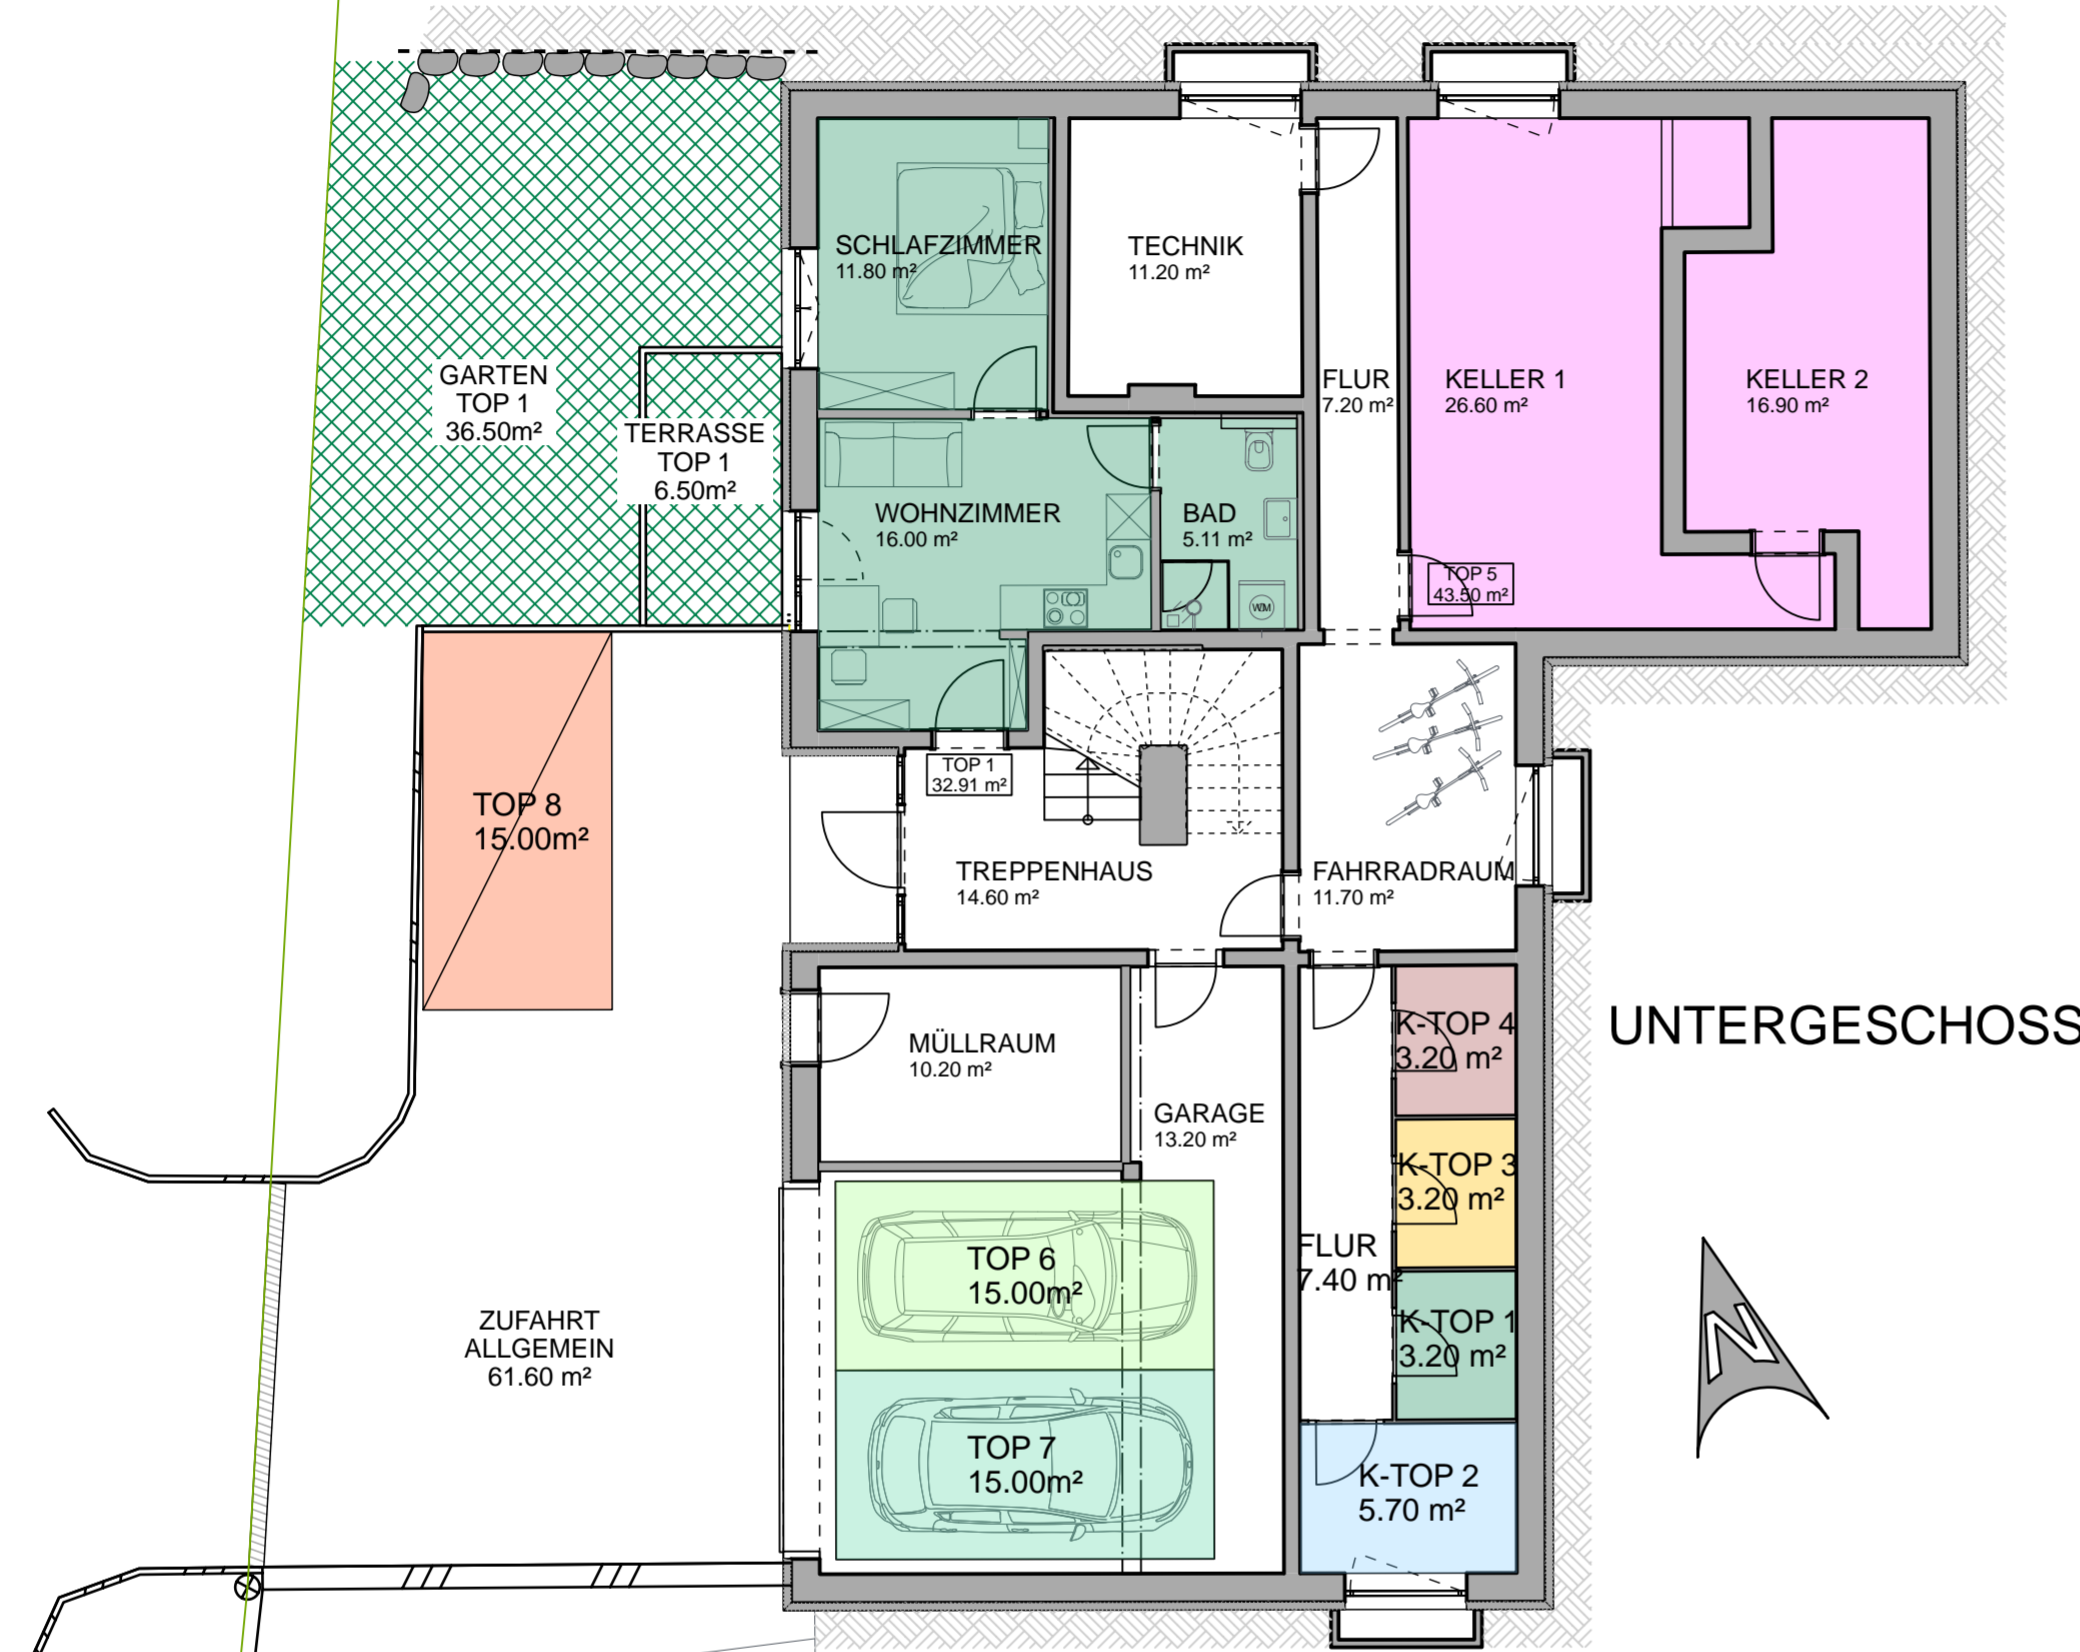 SCHLAFZIMMER
11.80 m²
TECHNIK
11.20 m²
GARTEN
TOP 1
36.50m²
TERRASSE
TOP 1
6.50m²
FLUR
7.20 m²
KELLER 1
26.60 m²
KELLER 2
16.90 m²
WOHNZIMMER
16.00 m²
BAD
5.11 m²
WM
TOP 5
43.50 m²
TOP 1
32.91 m²
TOP 8
15.00m²
TREPPENHAUS
14.60 m²
FAHRRADRAUM
11.70 m²
MÜLLRAUM
10.20 m²
GARAGE
13.20 m²
K-TOP 4
3.20 m²
UNTERGESCHOSS
K-TOP 3
3.20 m²
TOP 6
15.00m²
FLUR
7.40 m²
K-TOP 1
3.20 m²
ZUFAHRT
ALLGEMEIN
61.60 m²
TOP 7
15.00m²
K-TOP 2
5.70 m²
N